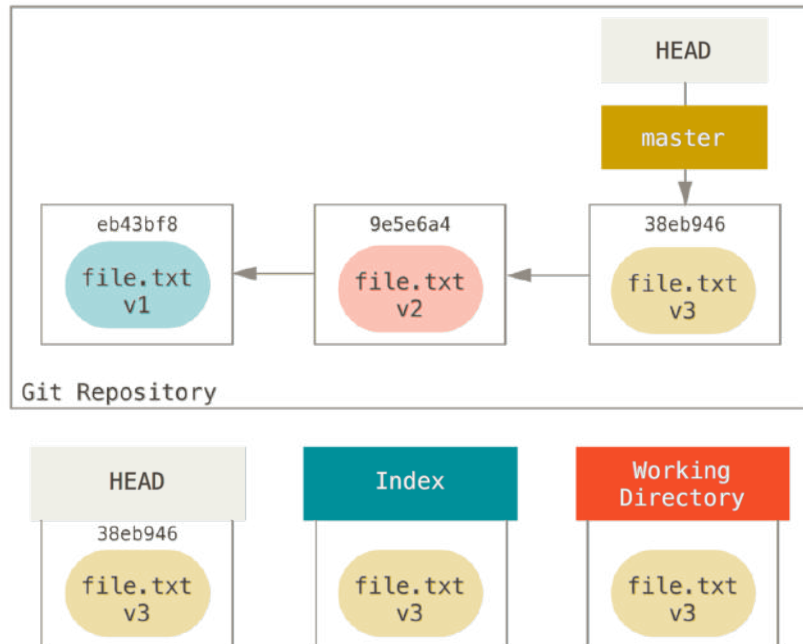 HEAD
master
eb43bf8
9e5e6a4
38eb946
file.txt
v1
file.txt
v2
file.txt
v3
Git Repository
HEAD
Index
Working
Directory
38eb946
file.txt
v3
file.txt
v3
file.txt
v3